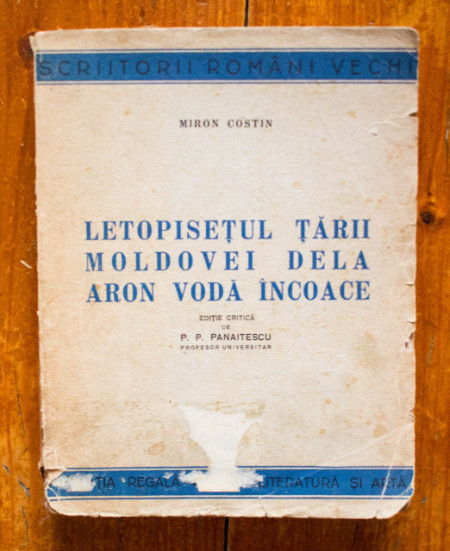 SCRIITORII ROMÂNI VECHI
MIRON COSTIN
LETOPISEȚUL ȚĂRII
MOLDOVEI DELA
ARON VODĂ ÎNCOACE
EDIȚIE CRITICĂ
DE
P. P. PANAITESCU
PROFESOR UNIVERSITAR
REGALĂ LITERATURĂ ȘI ARTĂ